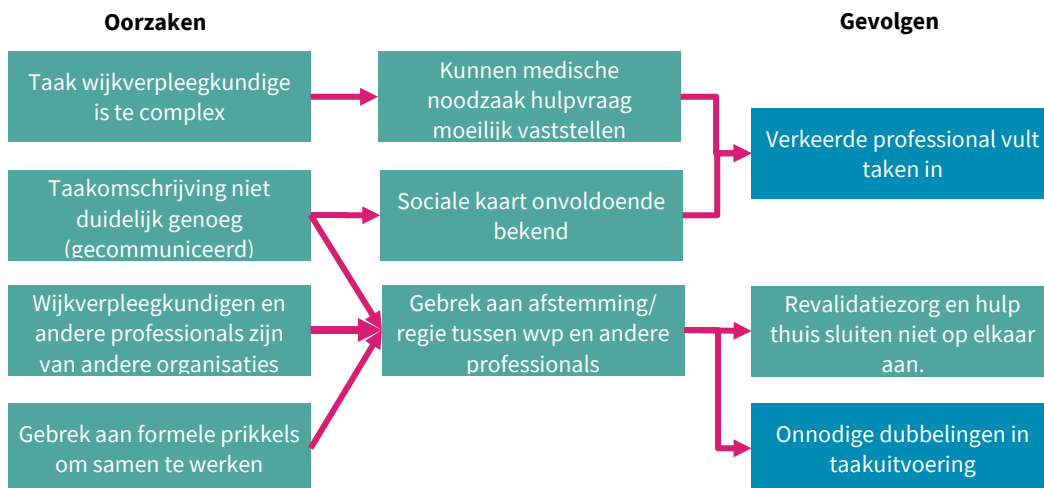 Oorzaken
Gevolgen
Taak wijkverpleegkundige
is te complex
Kunnen medische
noodzaak hulpvraag
moeilijk vaststellen
Verkeerde professional vult
taken in
Taakomschrijving niet
duidelijk genoeg
(gecommuniceerd)
Sociale kaart onvoldoende
bekend
Wijkverpleegkundigen en
andere professionals zijn
van andere organisaties
Gebrek aan afstemming/
regie tussen wvp en andere
professionals
Revalidatiezorg en hulp
thuis sluiten niet op elkaar
aan.
Gebrek aan formele prikkels
om samen te werken
Onnodige dubbelingen in
taakuitvoering